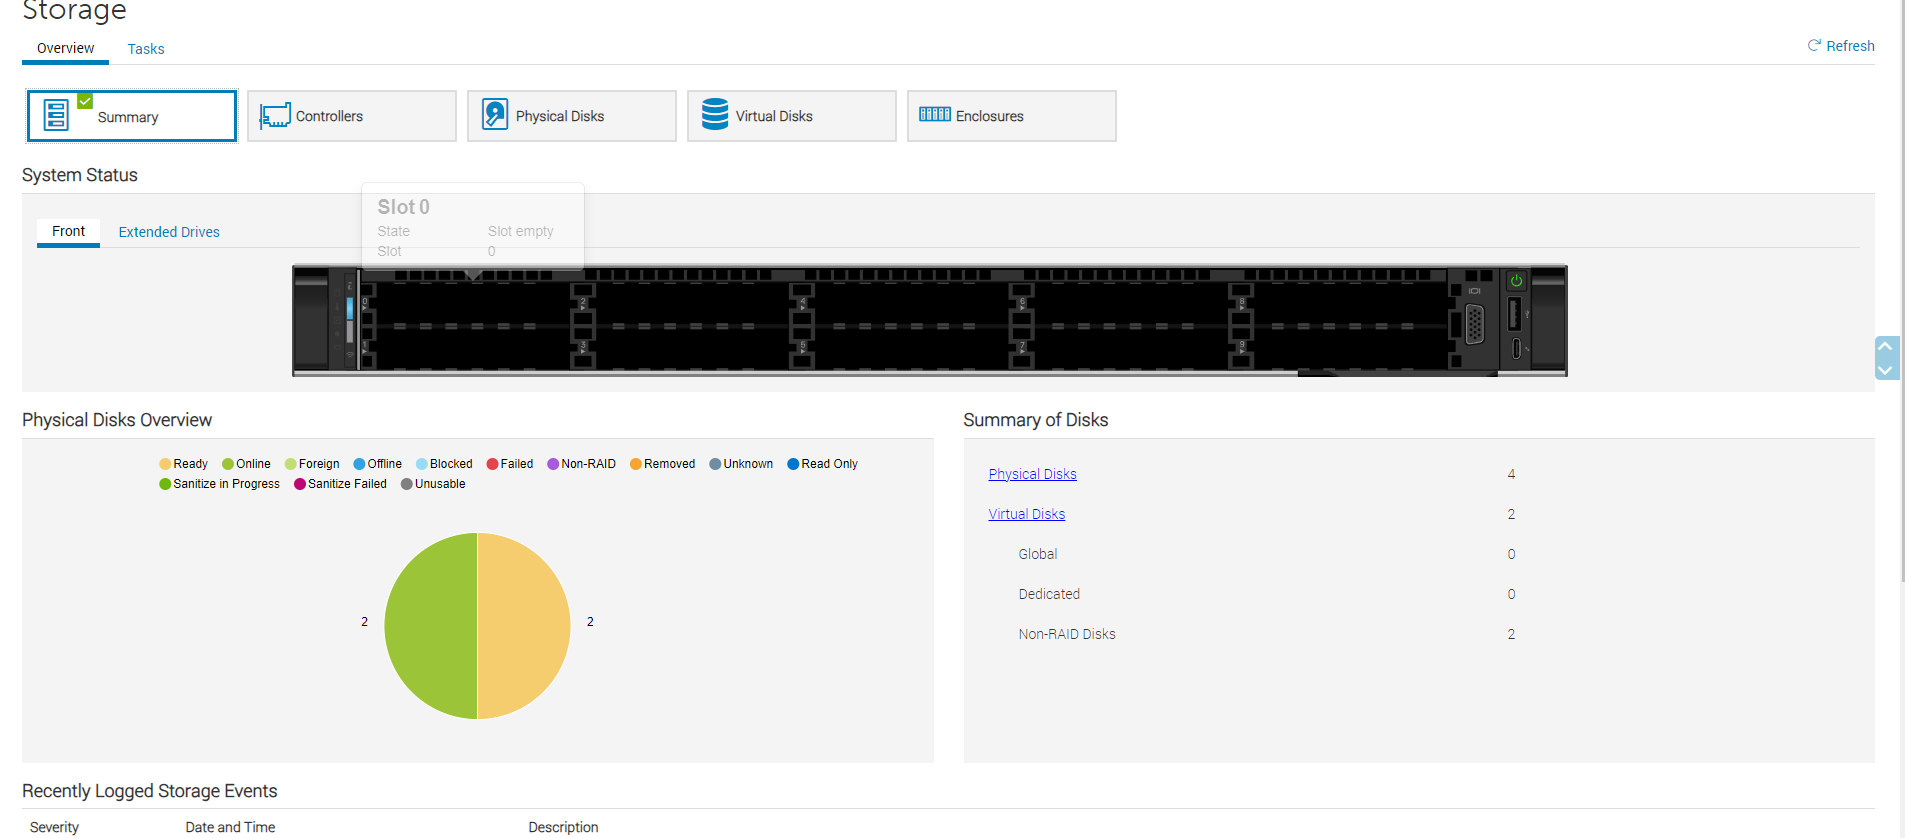 Storage
Overview Tasks
Refresh
Summary Controllers Physical Disks Virtual Disks Enclosures
System Status
Slot 0
State Slot empty
Slot 0
Front Extended Drives
0 2 4 6 8
1 3 5 7 9
Physical Disks Overview
Ready Online Foreign Offline Blocked Failed Non-RAID Removed Unknown Read Only
Sanitize in Progress Sanitize Failed Unusable
2 2
Summary of Disks
Physical Disks 4
Virtual Disks 2
Global 0
Dedicated 0
Non-RAID Disks 2
Recently Logged Storage Events
Severity Date and Time Description